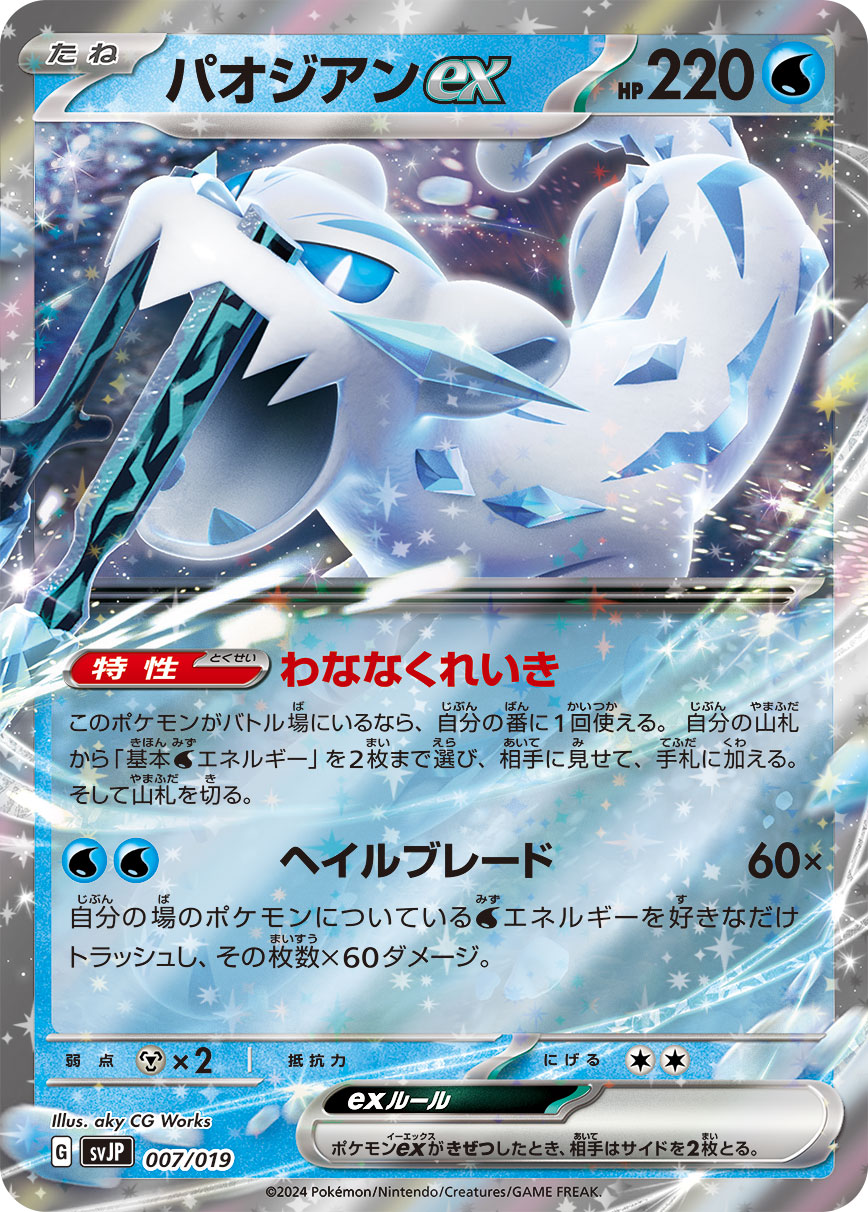 たね
パオジアンex
HP220
特性 とくせい わななくれいき
このポケモンがバトル場にいるなら、自分の番に1回使える。自分の山札
から「基本エネルギー」を2枚まで選び、相手に見せて、手札に加える。
そして山札を切る。
ヘイルブレード 60×
自分の場のポケモンについているエネルギーを好きなだけ
トラッシュし、その枚数×60ダメージ。
弱点 ×2 抵抗力 にげる
exルール
ポケモンexがきぜつしたとき、相手はサイドを2枚とる。
Illus. aky CG Works
G svJP 007/019
©2024 Pokémon/Nintendo/Creatures/GAME FREAK.